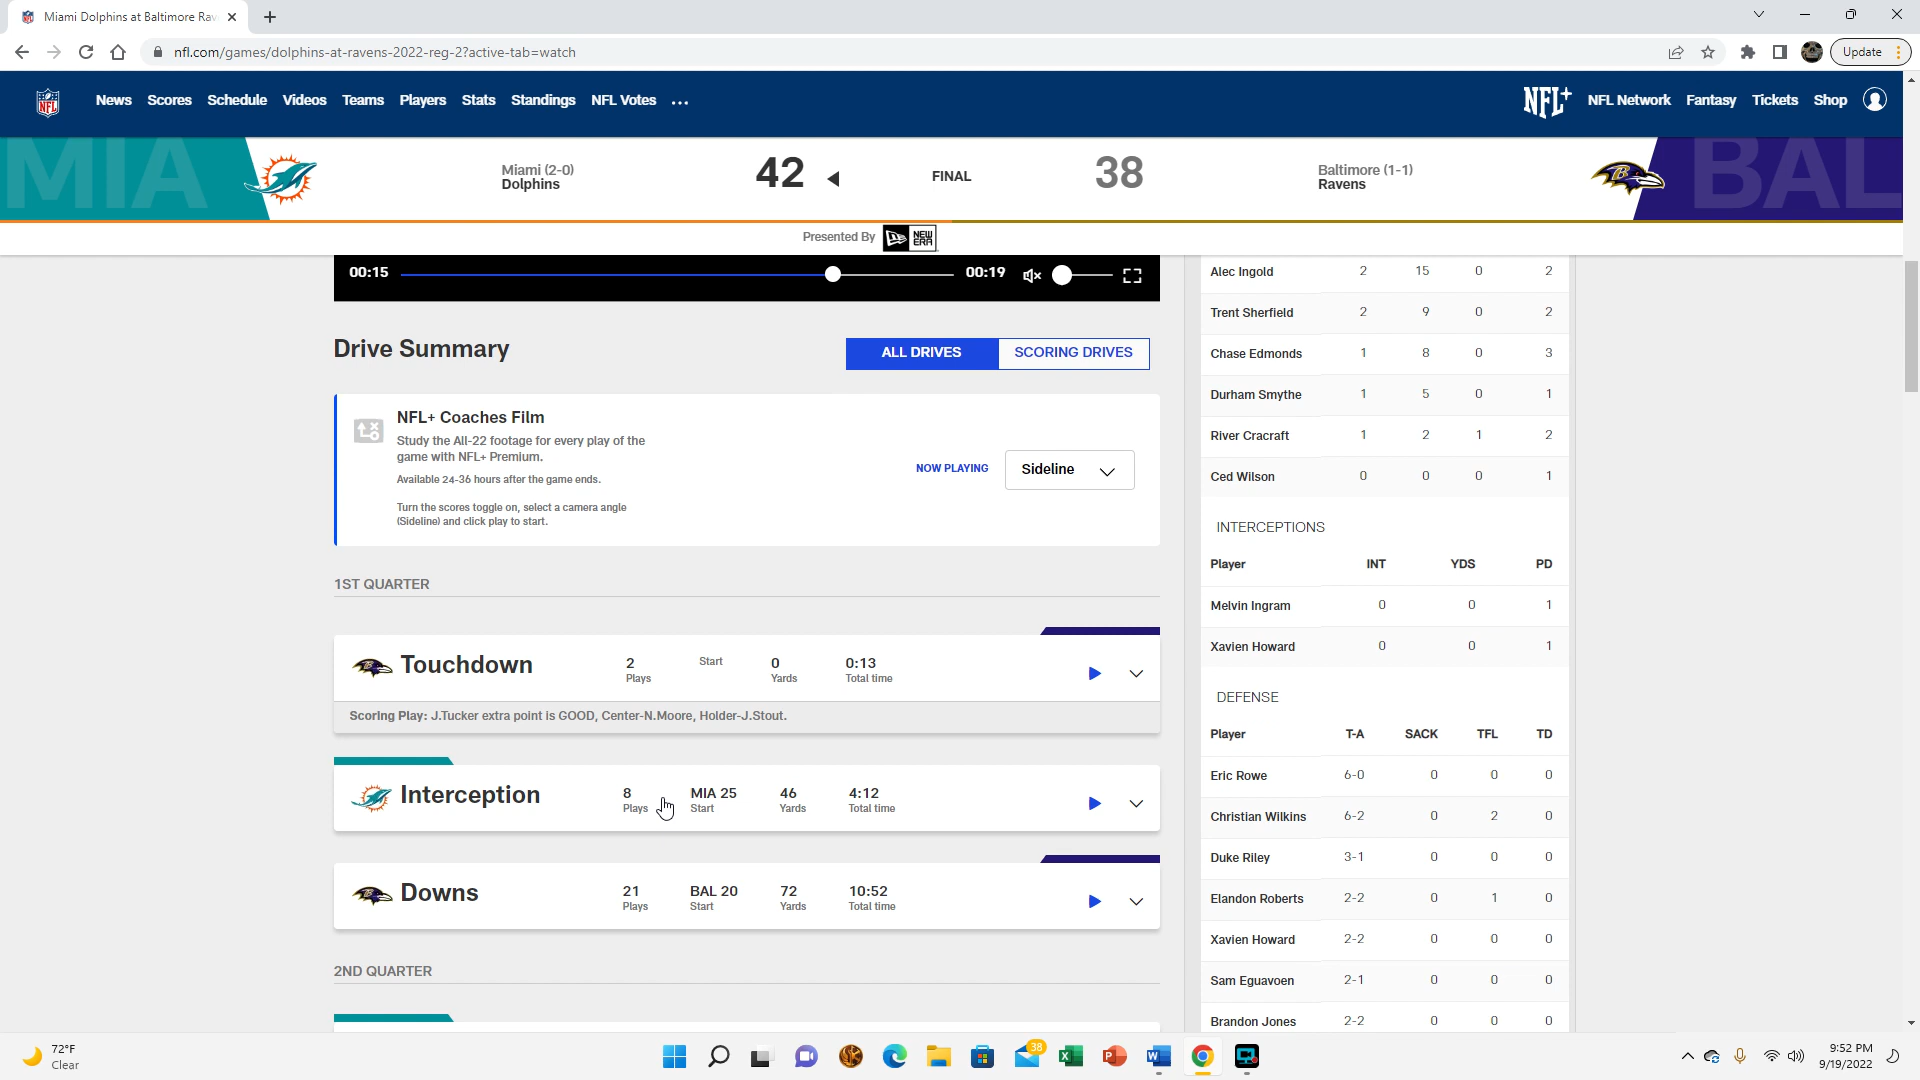 Miami Dolphins at Baltimore Rav
nfl.com/games/dolphins-at-ravens-2022-reg-2?active-tab=watch
Update
NFL
News Scores Schedule Videos Teams Players Stats Standings NFL Votes ...
NFL+ NFL Network Fantasy Tickets Shop
MIA
Miami (2-0)
Dolphins
42
FINAL
38
Baltimore (1-1)
Ravens
BAL
Presented By NEW ERA
00:15 00:19
Drive Summary
ALL DRIVES SCORING DRIVES
NFL+ Coaches Film
Study the All-22 footage for every play of the
game with NFL+ Premium.
Available 24-36 hours after the game ends.
Turn the scores toggle on, select a camera angle
(Sideline) and click play to start.
NOW PLAYING Sideline
1ST QUARTER
Touchdown
2 Plays
Start
0 Yards
0:13 Total time
Scoring Play: J.Tucker extra point is GOOD, Center-N.Moore, Holder-J.Stout.
Interception
8 Plays
MIA 25 Start
46 Yards
4:12 Total time
Downs
21 Plays
BAL 20 Start
72 Yards
10:52 Total time
2ND QUARTER
Alec Ingold 2 15 0 2
Trent Sherfield 2 9 0 2
Chase Edmonds 1 8 0 3
Durham Smythe 1 5 0 1
River Cracraft 1 2 1 2
Ced Wilson 0 0 0 1
INTERCEPTIONS
Player INT YDS PD
Melvin Ingram 0 0 1
Xavien Howard 0 0 1
DEFENSE
Player T-A SACK TFL TD
Eric Rowe 6-0 0 0 0
Christian Wilkins 6-2 0 2 0
Duke Riley 3-1 0 0 0
Elandon Roberts 2-2 0 1 0
Xavien Howard 2-2 0 0 0
Sam Eguavoen 2-1 0 0 0
Brandon Jones 2-2 0 0 0
72°F
Clear
38
9:52 PM
9/19/2022